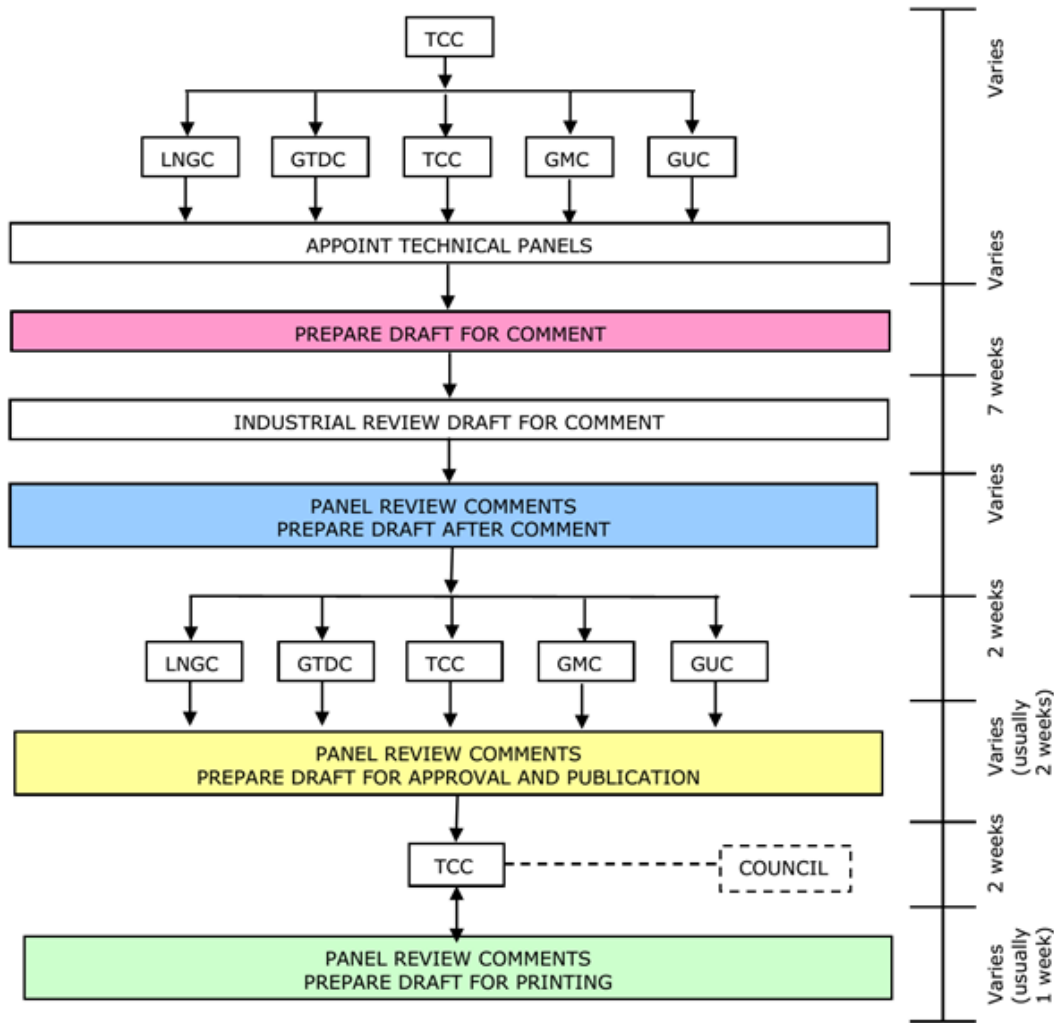 TCC
Varies
LNGC
GTDC
TCC
GMC
GUC
APPOINT TECHNICAL PANELS
Varies
PREPARE DRAFT FOR COMMENT
7 weeks
INDUSTRIAL REVIEW DRAFT FOR COMMENT
PANEL REVIEW COMMENTS
PREPARE DRAFT AFTER COMMENT
Varies
LNGC
GTDC
TCC
GMC
GUC
2 weeks
PANEL REVIEW COMMENTS
PREPARE DRAFT FOR APPROVAL AND PUBLICATION
Varies
(usually
2 weeks)
TCC
COUNCIL
2 weeks
PANEL REVIEW COMMENTS
PREPARE DRAFT FOR PRINTING
Varies
(usually
1 week)